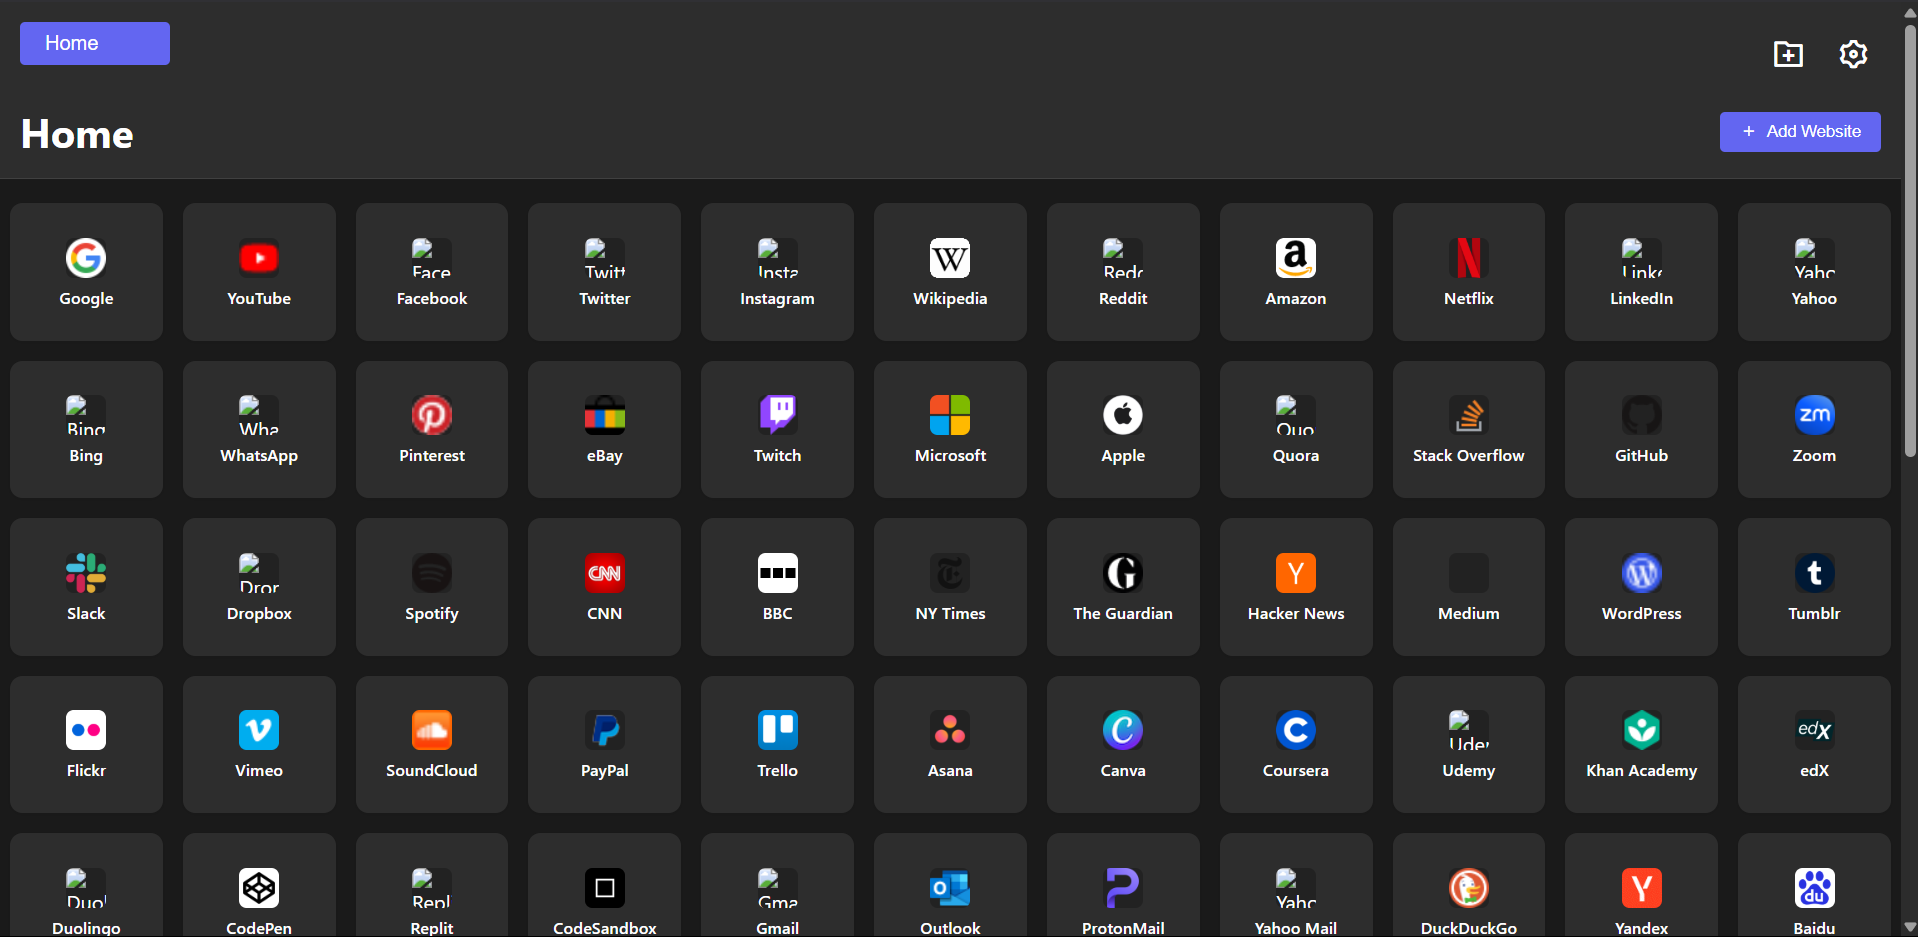 Home
Home
+ Add Website
Google
YouTube
Face
Facebook
Twitt
Twitter
Insta
Instagram
W
Wikipedia
Redc
Reddit
a
Amazon
N
Netflix
Linke
LinkedIn
Yahc
Yahoo
Bing
Bing
Wha
WhatsApp
Pinterest
eBay
Twitch
Microsoft
Apple
Quo
Quora
Stack Overflow
GitHub
zm
Zoom
Slack
Dror
Dropbox
Spotify
CNN
CNN
BBC
NY Times
G
The Guardian
Y
Hacker News
Medium
W
WordPress
t
Tumblr
Flickr
v
Vimeo
SoundCloud
PayPal
Trello
Asana
C
Canva
C
Coursera
Uder
Udemy
Khan Academy
edX
edX
Duol
Duolingo
CodePen
Repl
Replit
CodeSandbox
Gma
Gmail
O
Outlook
ProtonMail
Yahc
Yahoo Mail
DuckDuckGo
Y
Yandex
du
Baidu